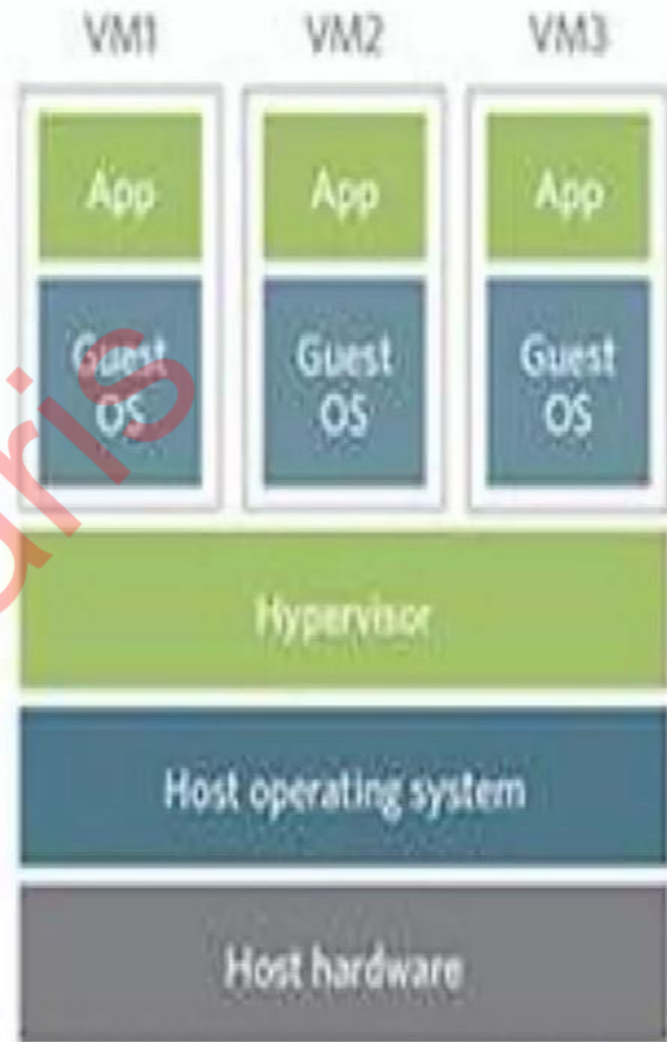 VM1 VM2 VM3
App App App
Guest Guest Guest
OS OS OS
Hypervisor
Host operating system
Host hardware